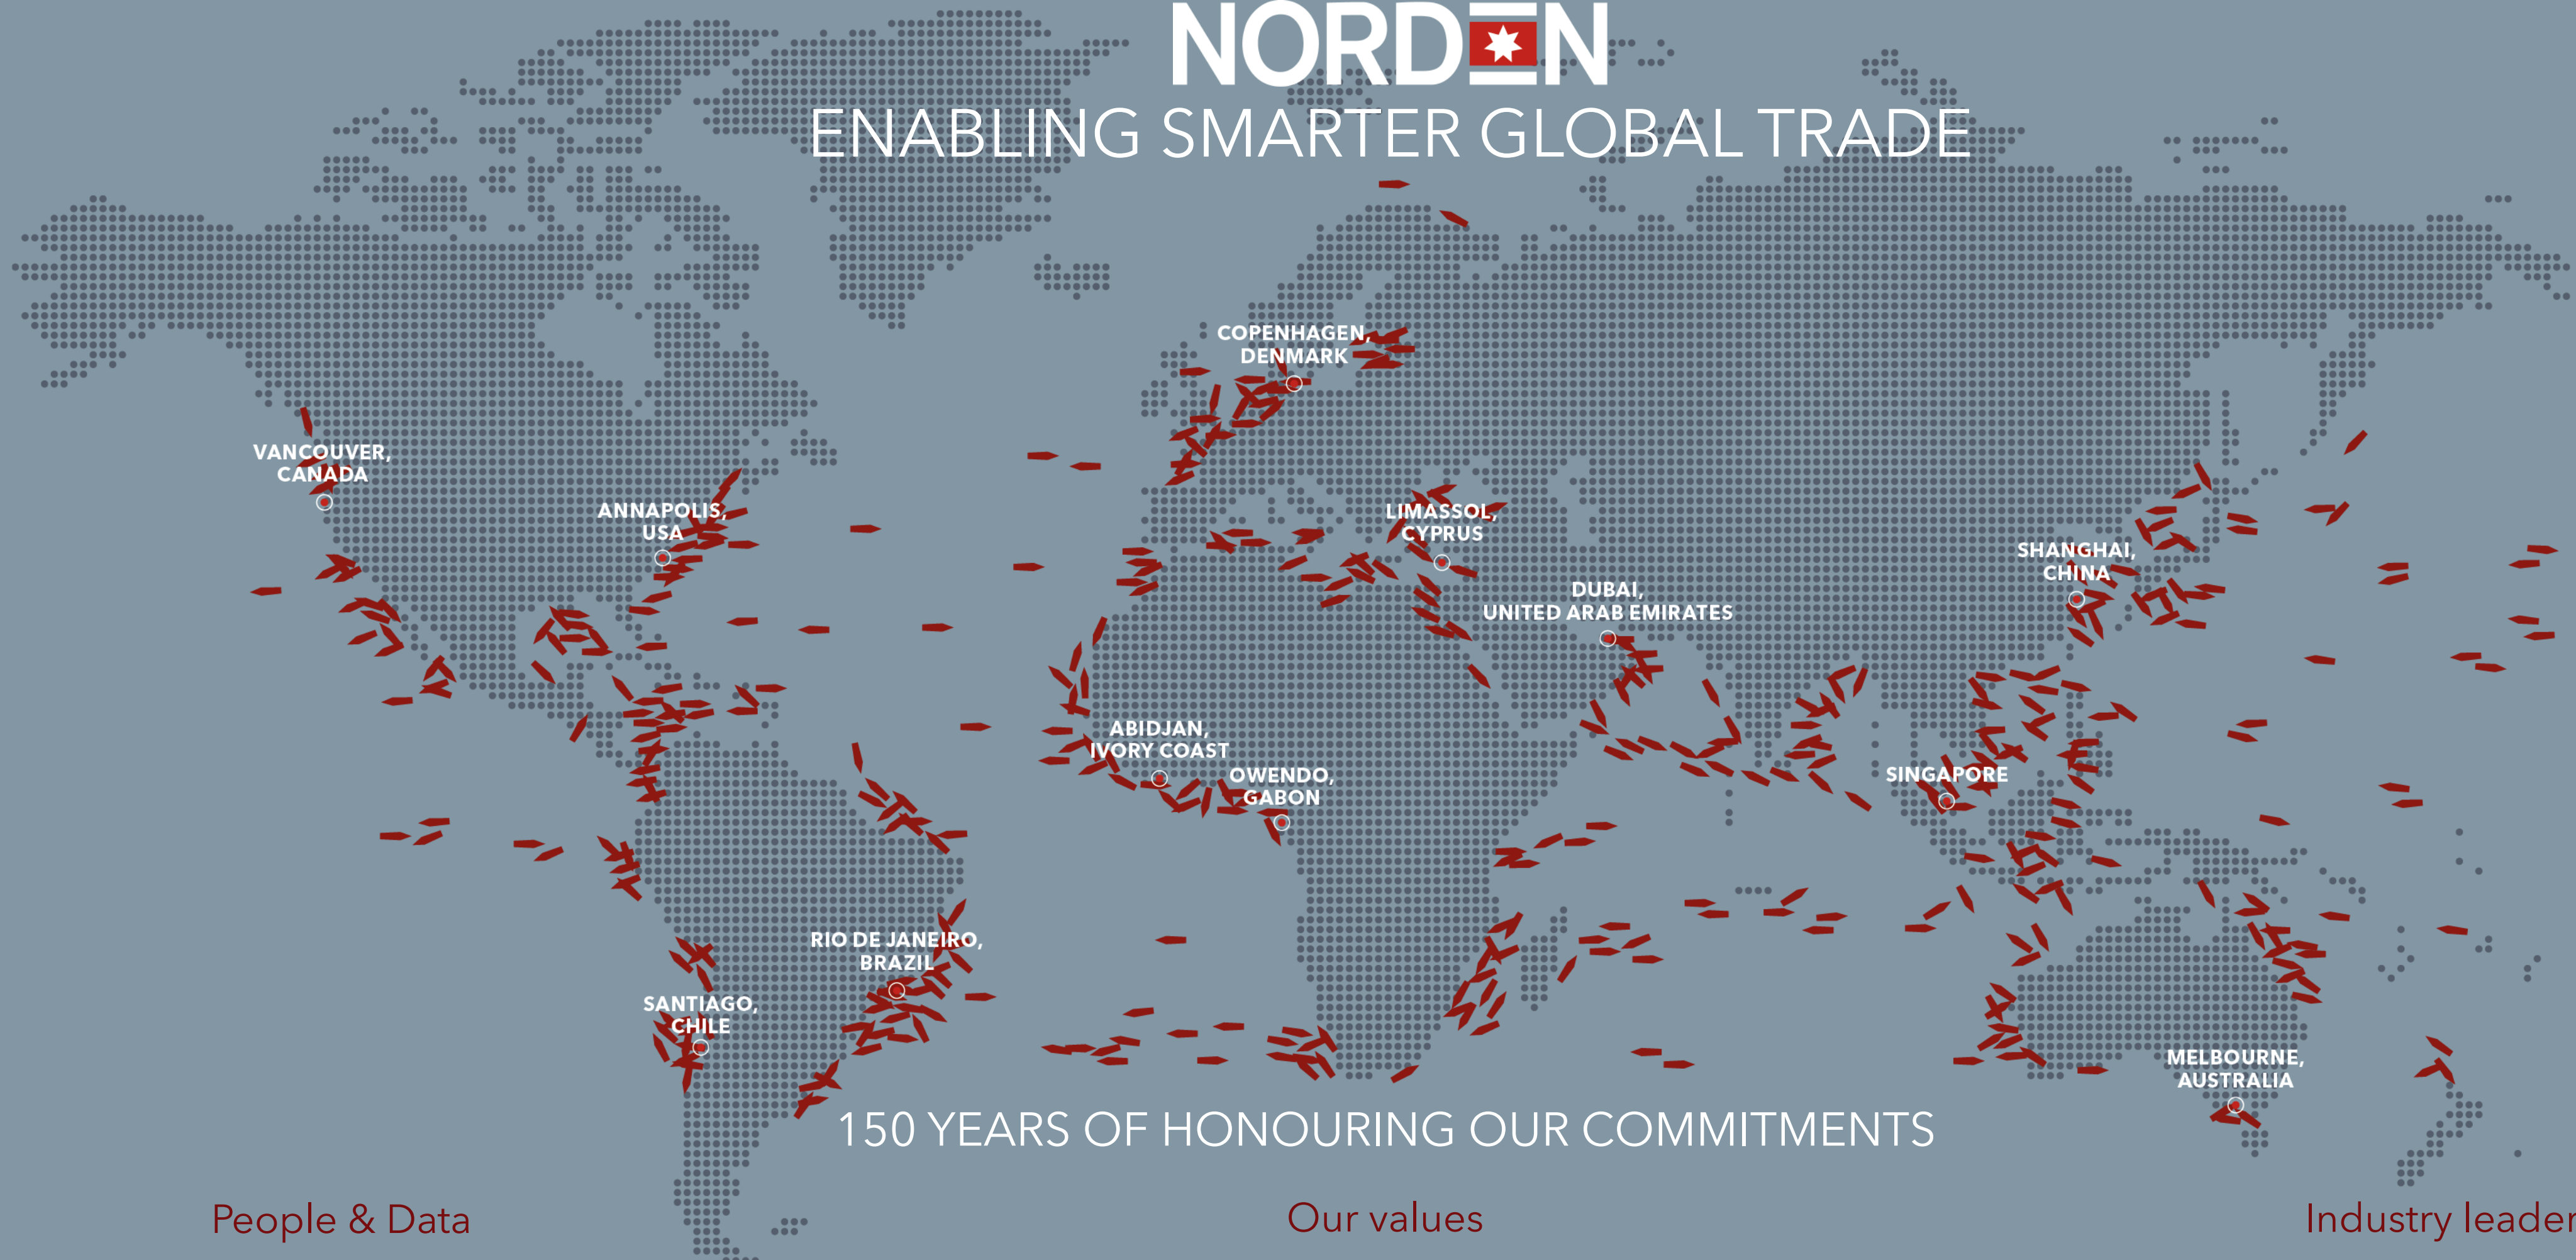 NORDEN
ENABLING SMARTER GLOBAL TRADE
COPENHAGEN,
DENMARK
VANCOUVER,
CANADA
ANNAPOLIS,
USA
LIMASSOL,
CYPRUS
SHANGHAI,
CHINA
DUBAI,
UNITED ARAB EMIRATES
ABIDJAN,
IVORY COAST
OWENDO,
GABON
SINGAPORE
RIO DE JANEIRO,
BRAZIL
SANTIAGO,
CHILE
MELBOURNE,
AUSTRALIA
150 YEARS OF HONOURING OUR COMMITMENTS
People & Data
Our values
Industry leader